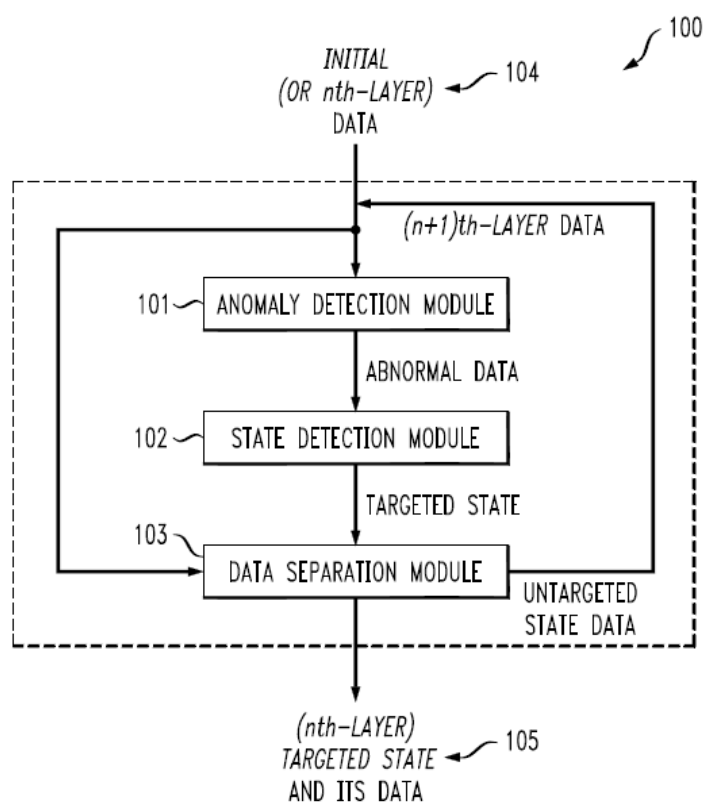 100
INITIAL
(OR nth-LAYER)
DATA
104
(n+1)th-LAYER DATA
101
ANOMALY DETECTION MODULE
ABNORMAL DATA
102
STATE DETECTION MODULE
TARGETED STATE
103
DATA SEPARATION MODULE
UNTARGETED
STATE DATA
(nth-LAYER)
TARGETED STATE
AND ITS DATA
105